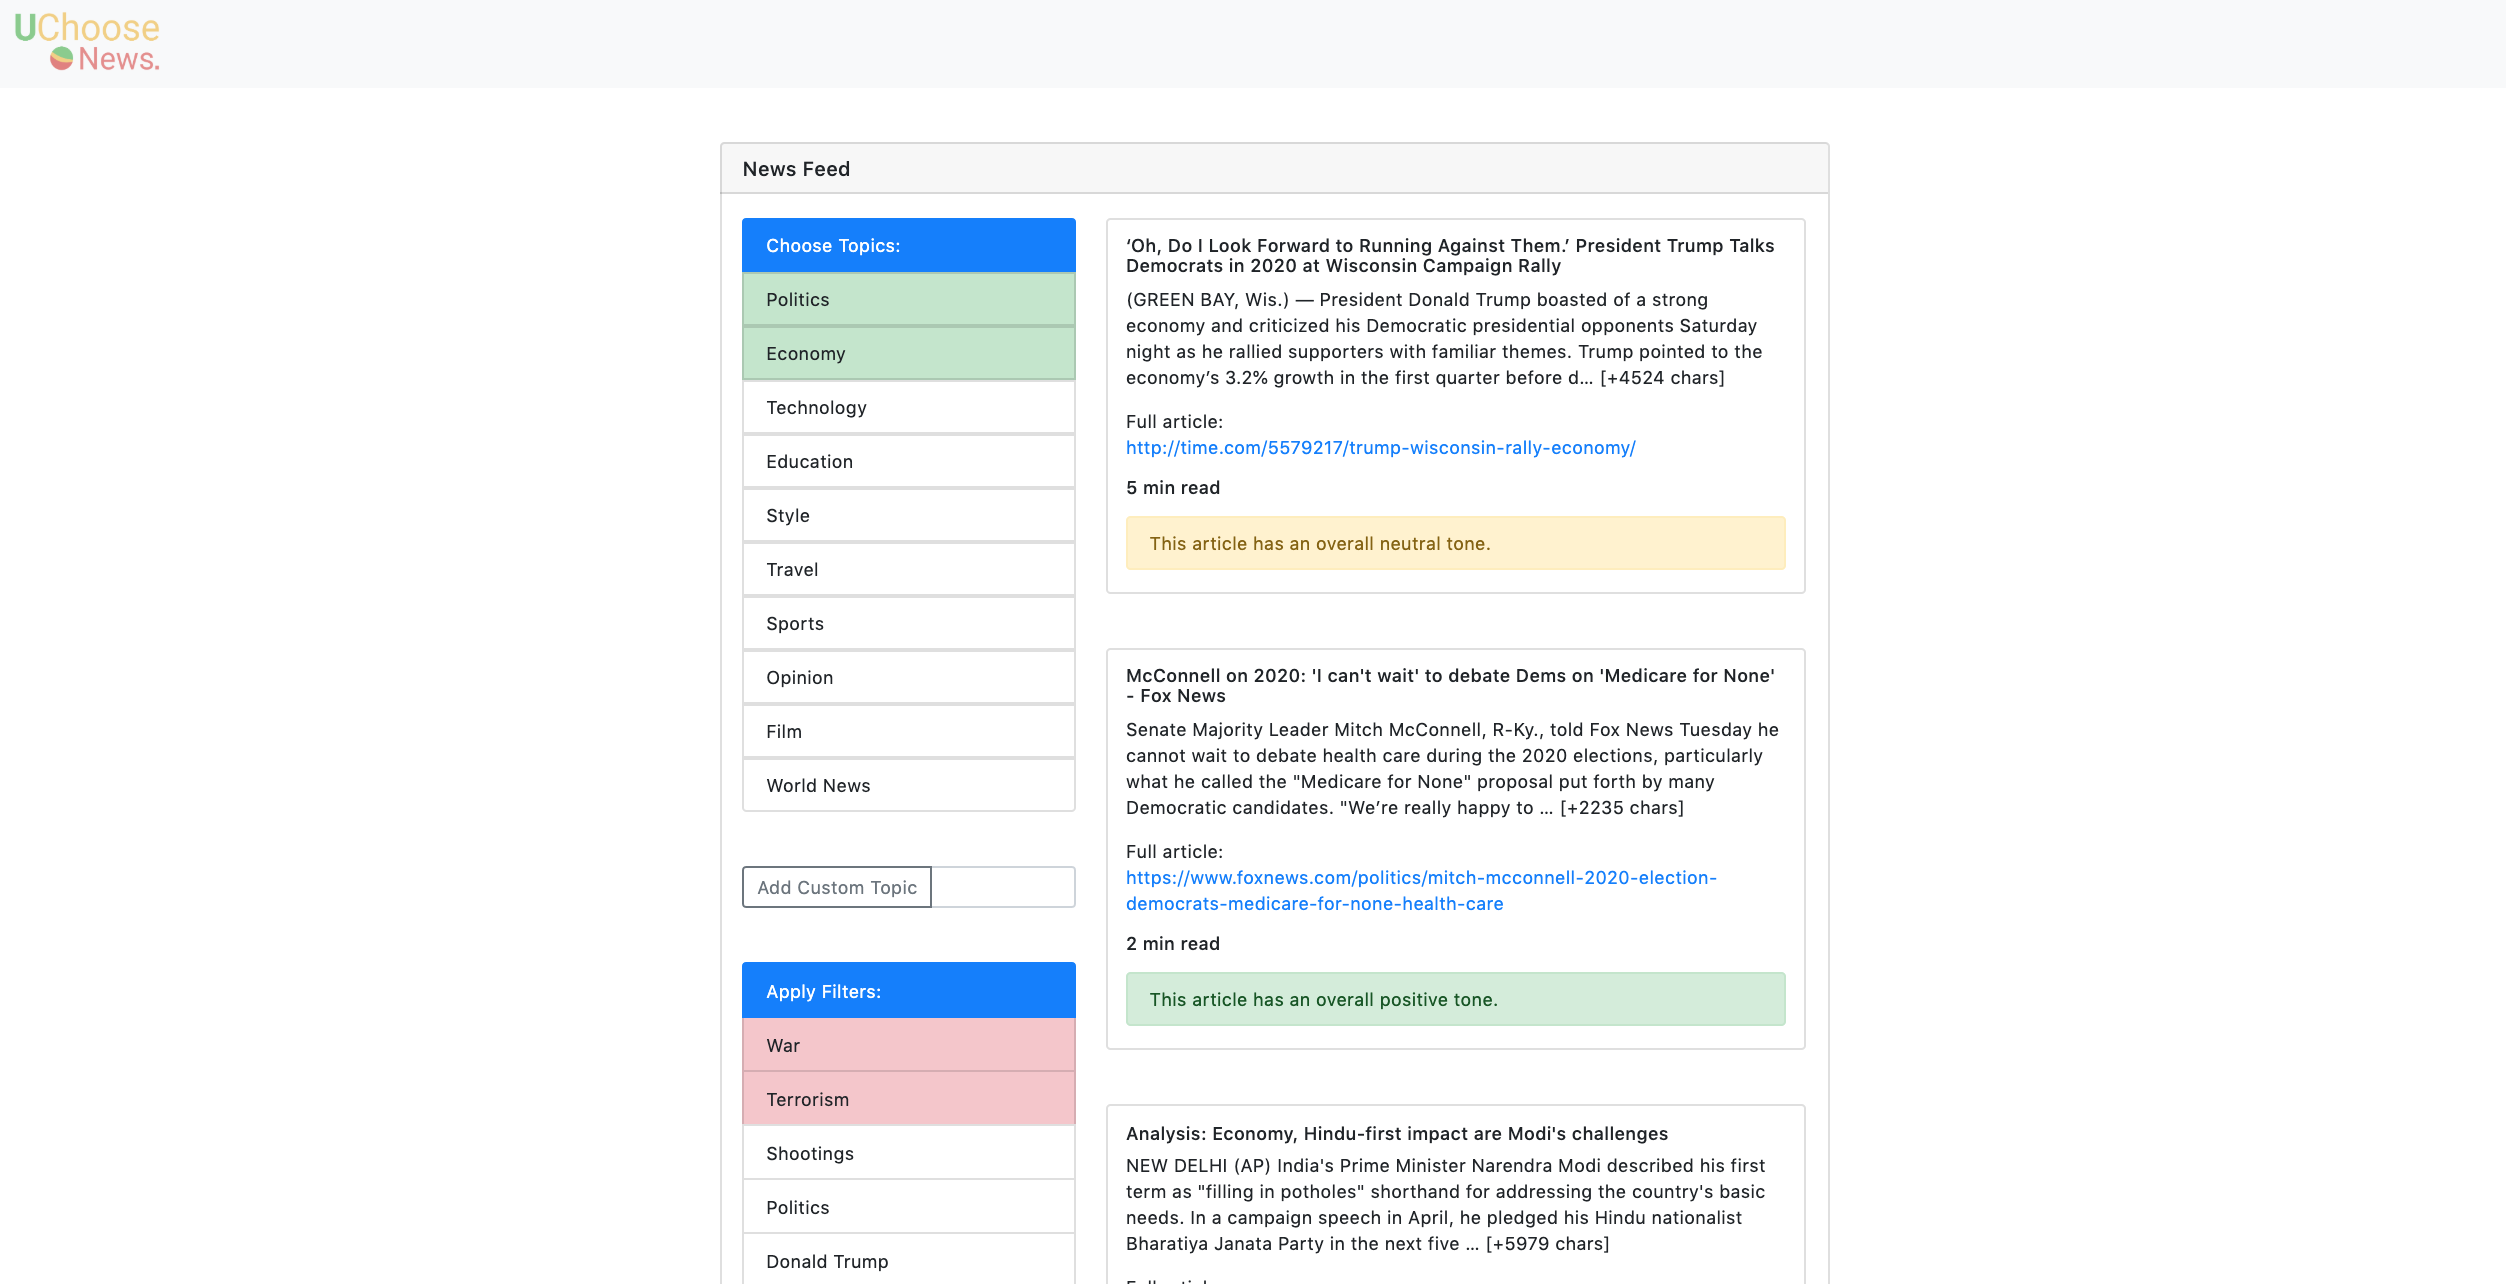 UChoose
News.
News Feed
Choose Topics:
Politics
Economy
Technology
Education
Style
Travel
Sports
Opinion
Film
World News
Add Custom Topic
Apply Filters:
War
Terrorism
Shootings
Politics
Donald Trump
‘Oh, Do I Look Forward to Running Against Them.’ President Trump Talks
Democrats in 2020 at Wisconsin Campaign Rally
(GREEN BAY, Wis.) — President Donald Trump boasted of a strong
economy and criticized his Democratic presidential opponents Saturday
night as he rallied supporters with familiar themes. Trump pointed to the
economy’s 3.2% growth in the first quarter before d… [+4524 chars]
Full article:
http://time.com/5579217/trump-wisconsin-rally-economy/
5 min read
This article has an overall neutral tone.
McConnell on 2020: 'I can't wait' to debate Dems on 'Medicare for None'
- Fox News
Senate Majority Leader Mitch McConnell, R-Ky., told Fox News Tuesday he
cannot wait to debate health care during the 2020 elections, particularly
what he called the "Medicare for None" proposal put forth by many
Democratic candidates. "We’re really happy to … [+2235 chars]
Full article:
https://www.foxnews.com/politics/mitch-mcconnell-2020-election-
democrats-medicare-for-none-health-care
2 min read
This article has an overall positive tone.
Analysis: Economy, Hindu-first impact are Modi's challenges
NEW DELHI (AP) India's Prime Minister Narendra Modi described his first
term as "filling in potholes" shorthand for addressing the country's basic
needs. In a campaign speech in April, he pledged his Hindu nationalist
Bharatiya Janata Party in the next five … [+5979 chars]